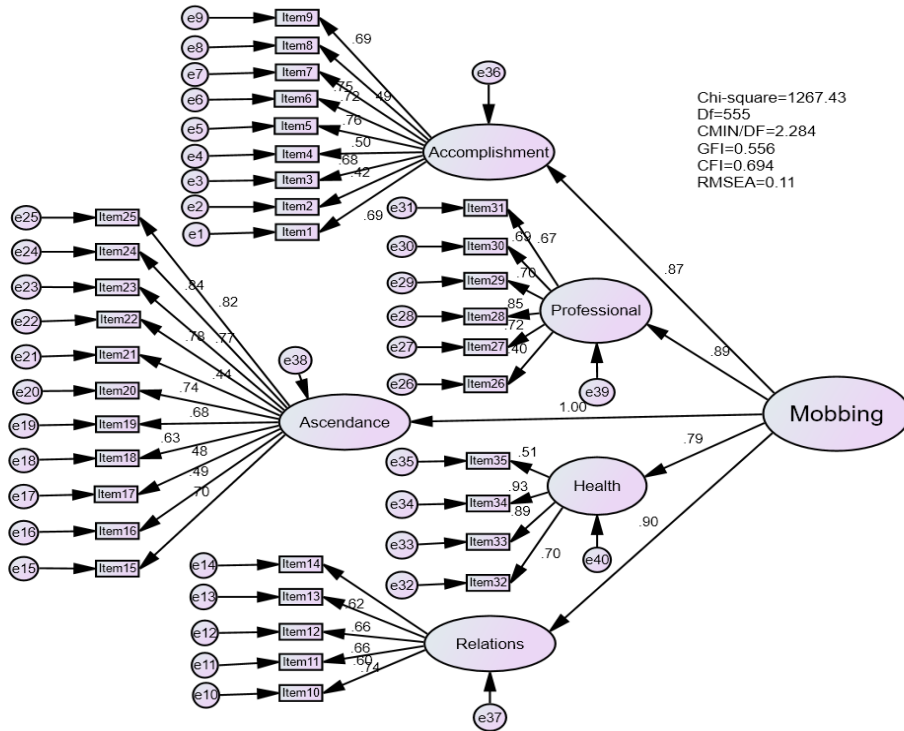 e9 Item9
e8 Item8
e7 Item7
e6 Item6
e5 Item5
e4 Item4
e3 Item3
e2 Item2
e1 Item1
.69
.49
.75
.72
.76
.50
.68
.42
.69
e36
Accomplishment
Chi-square=1267.43
Df=555
CMIN/DF=2.284
GFI=0.556
CFI=0.694
RMSEA=0.11
e31 Item31
e30 Item30
e29 Item29
e28 Item28
e27 Item27
e26 Item26
.67
.69
.70
.85
.72
.40
Professional
e39
.87
.89
e25 Item25
e24 Item24
e23 Item23
e22 Item22
e21 Item21
e20 Item20
e19 Item19
e18 Item18
e17 Item17
e16 Item16
e15 Item15
.82
.84
.77
.78
.44
.74
.68
.63
.48
.49
.70
e38
Ascendance
1.00
Mobbing
.79
.90
e35 Item35
e34 Item34
e33 Item33
e32 Item32
.51
.93
.89
.70
Health
e40
e14 Item14
e13 Item13
e12 Item12
e11 Item11
e10 Item10
.62
.66
.66
.60
.74
Relations
e37